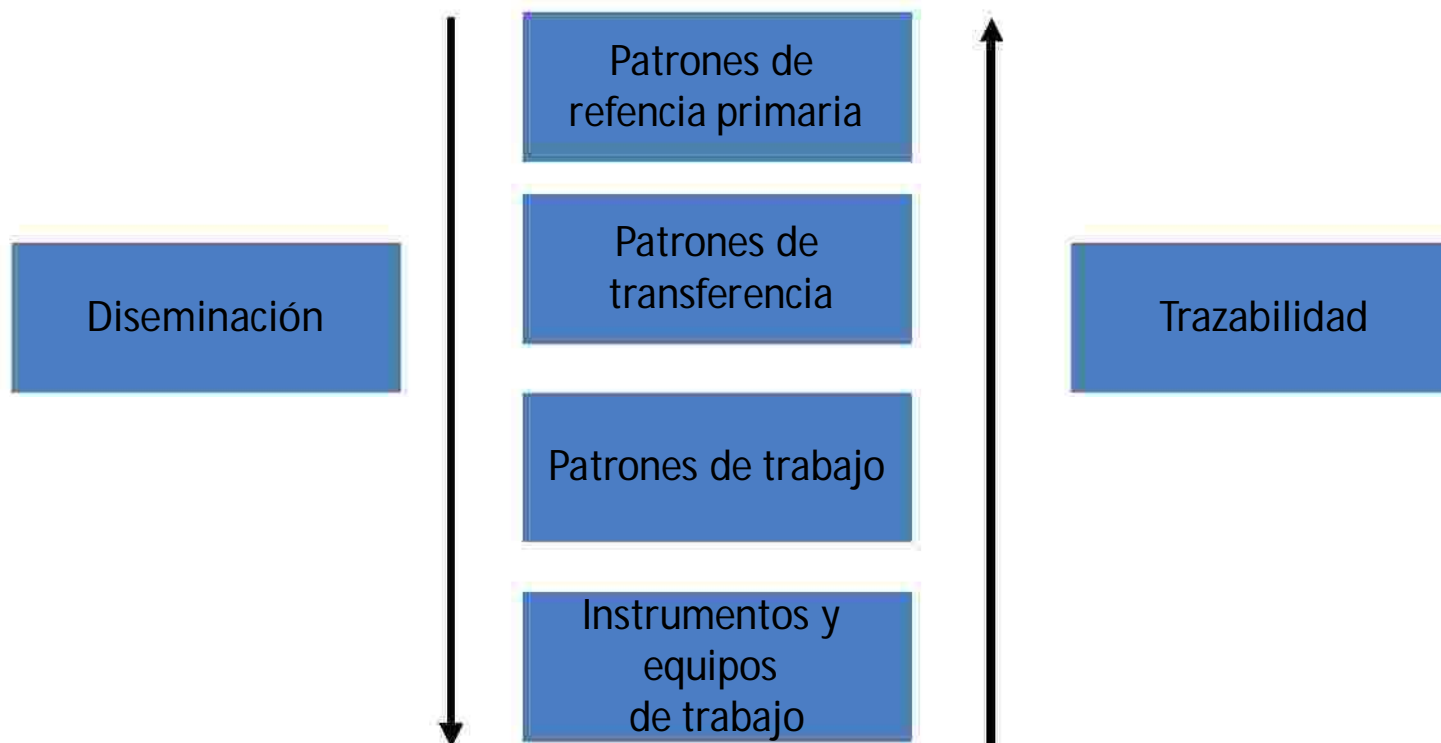 Patrones de
refencia primaria
Patrones de
transferencia
Diseminación
Trazabilidad
Patrones de trabajo
Instrumentos y
equipos
de trabajo